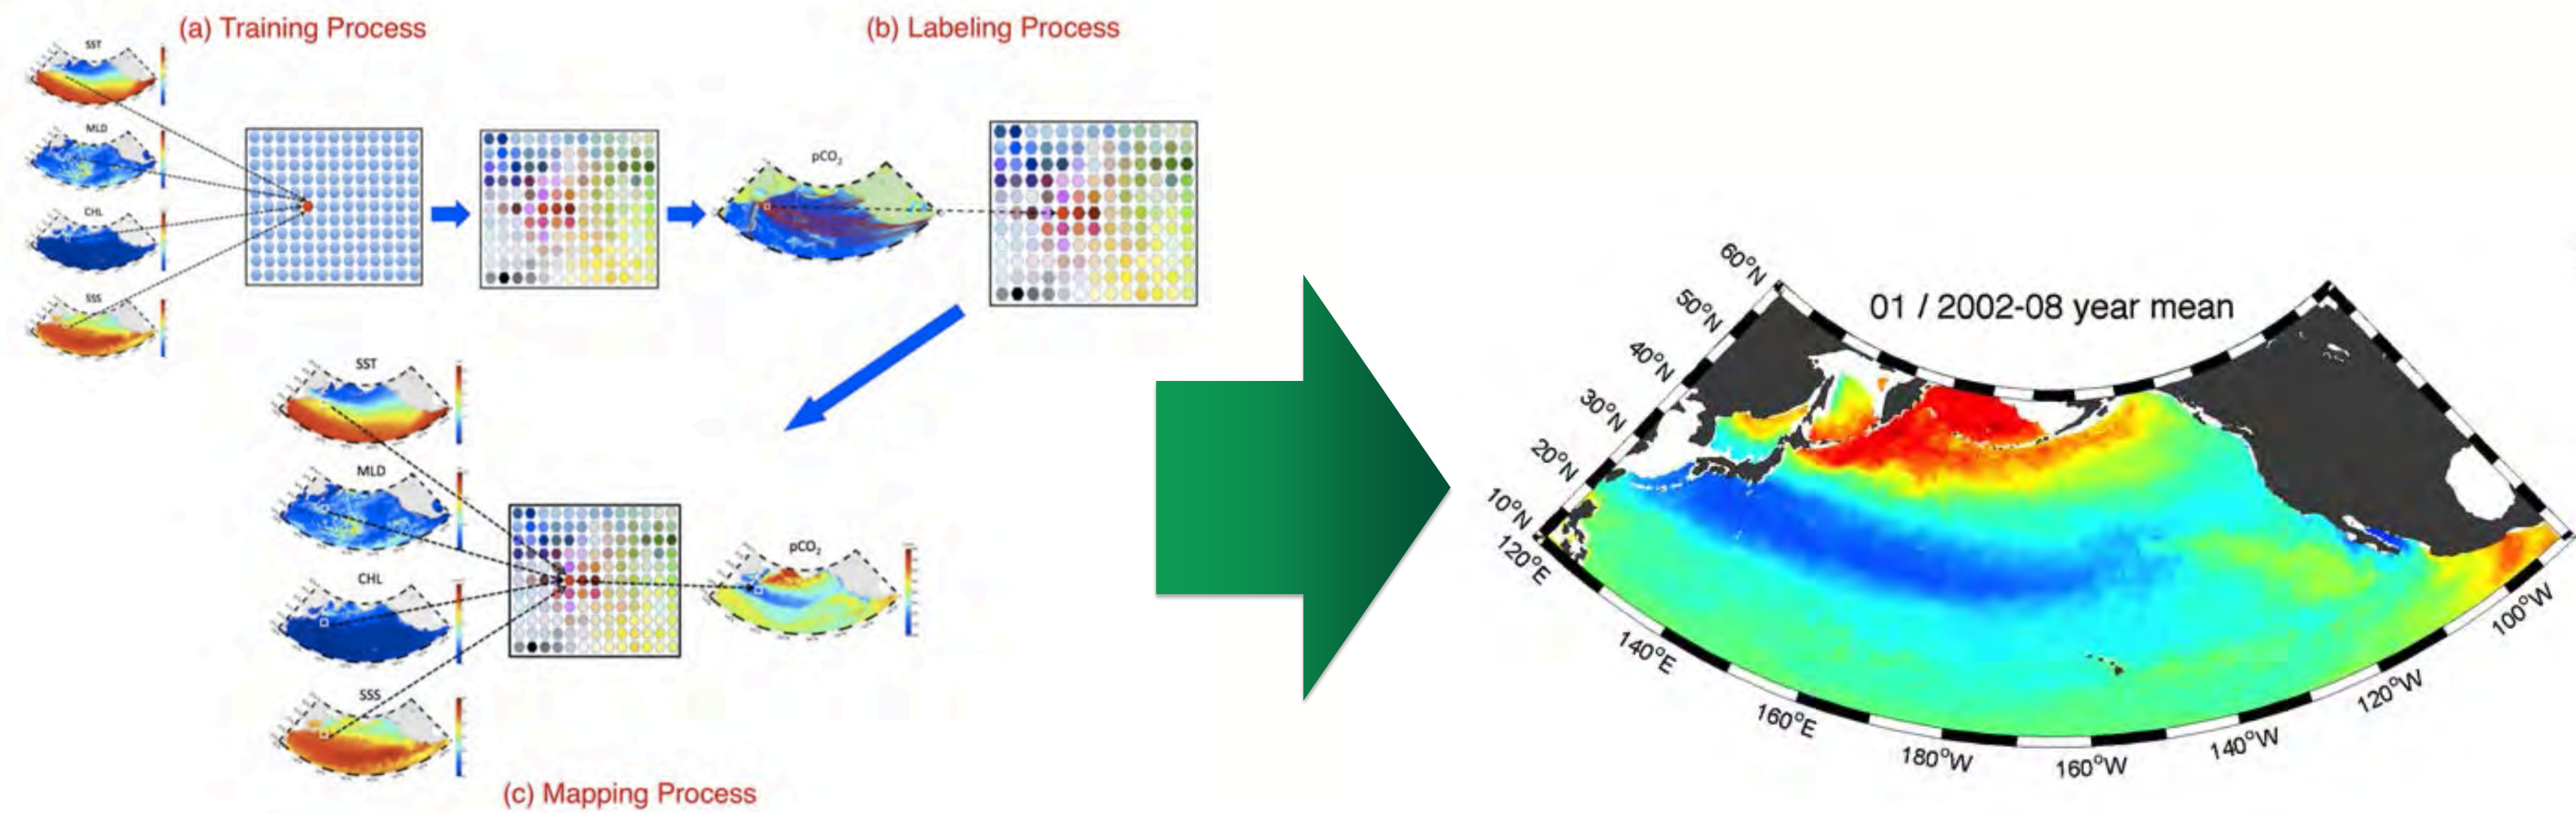 (a) Training Process
(b) Labeling Process
SST
MLD
CHL
SSS
pCO₂
SST
MLD
CHL
SSS
pCO₂
(c) Mapping Process
01 / 2002-08 year mean
60°N
50°N
40°N
30°N
20°N
10°N
120°E
140°E
160°E
180°W
160°W
140°W
120°W
100°W